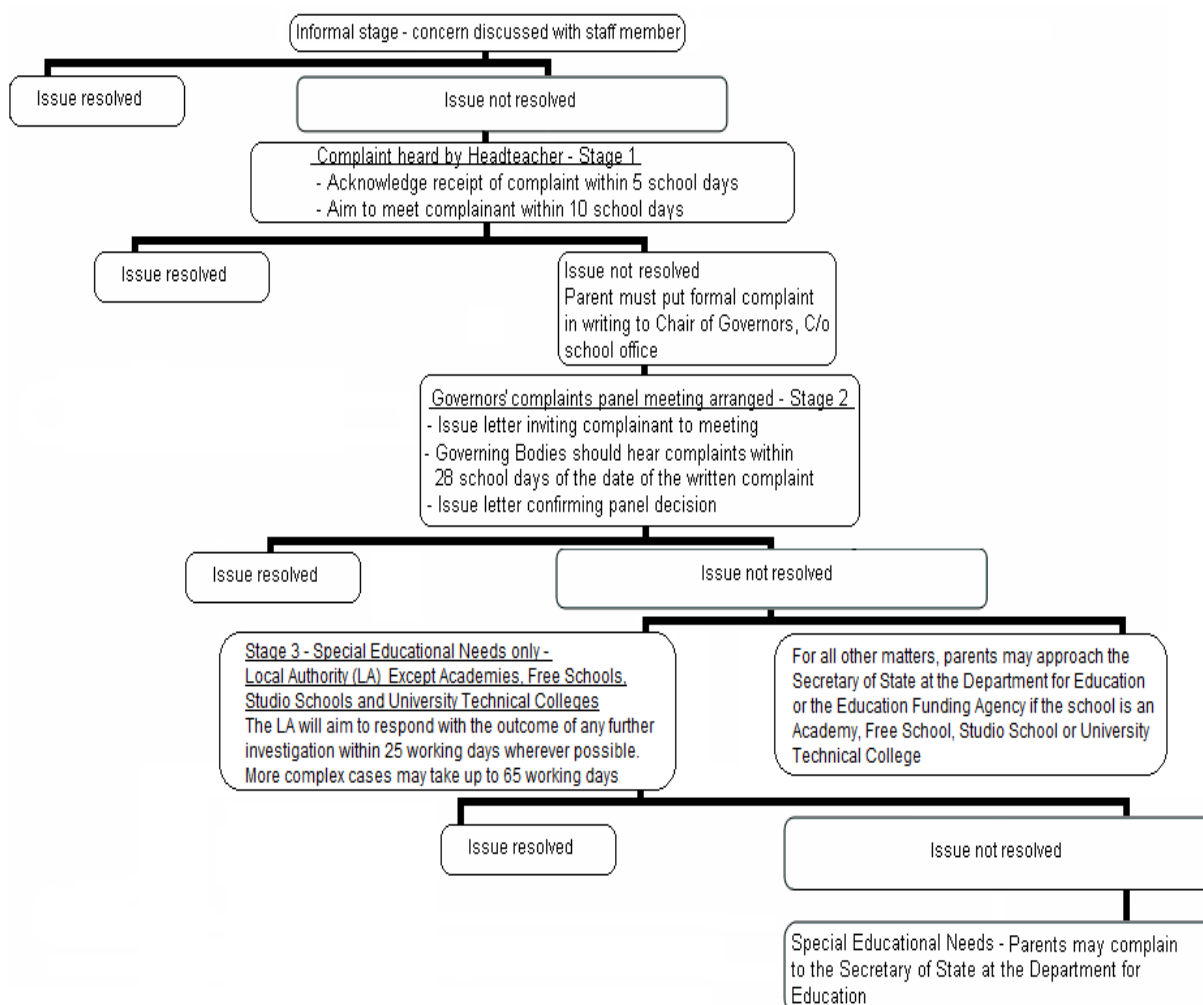 Informal stage - concern discussed with staff member
Issue resolved
Issue not resolved
Complaint heard by Headteacher - Stage 1
- Acknowledge receipt of complaint within 5 school days
- Aim to meet complainant within 10 school days
Issue resolved
Issue not resolved
Parent must put formal complaint
in writing to Chair of Governors, C/o
school office
Governors' complaints panel meeting arranged - Stage 2
- Issue letter inviting complainant to meeting
- Governing Bodies should hear complaints within
28 school days of the date of the written complaint
- Issue letter confirming panel decision
Issue resolved
Issue not resolved
Stage 3 - Special Educational Needs only -
Local Authority (LA) Except Academies, Free Schools,
Studio Schools and University Technical Colleges
The LA will aim to respond with the outcome of any further
investigation within 25 working days wherever possible.
More complex cases may take up to 65 working days
For all other matters, parents may approach the
Secretary of State at the Department for Education
or the Education Funding Agency if the school is an
Academy, Free School, Studio School or University
Technical College
Issue resolved
Issue not resolved
Special Educational Needs - Parents may complain
to the Secretary of State at the Department for
Education